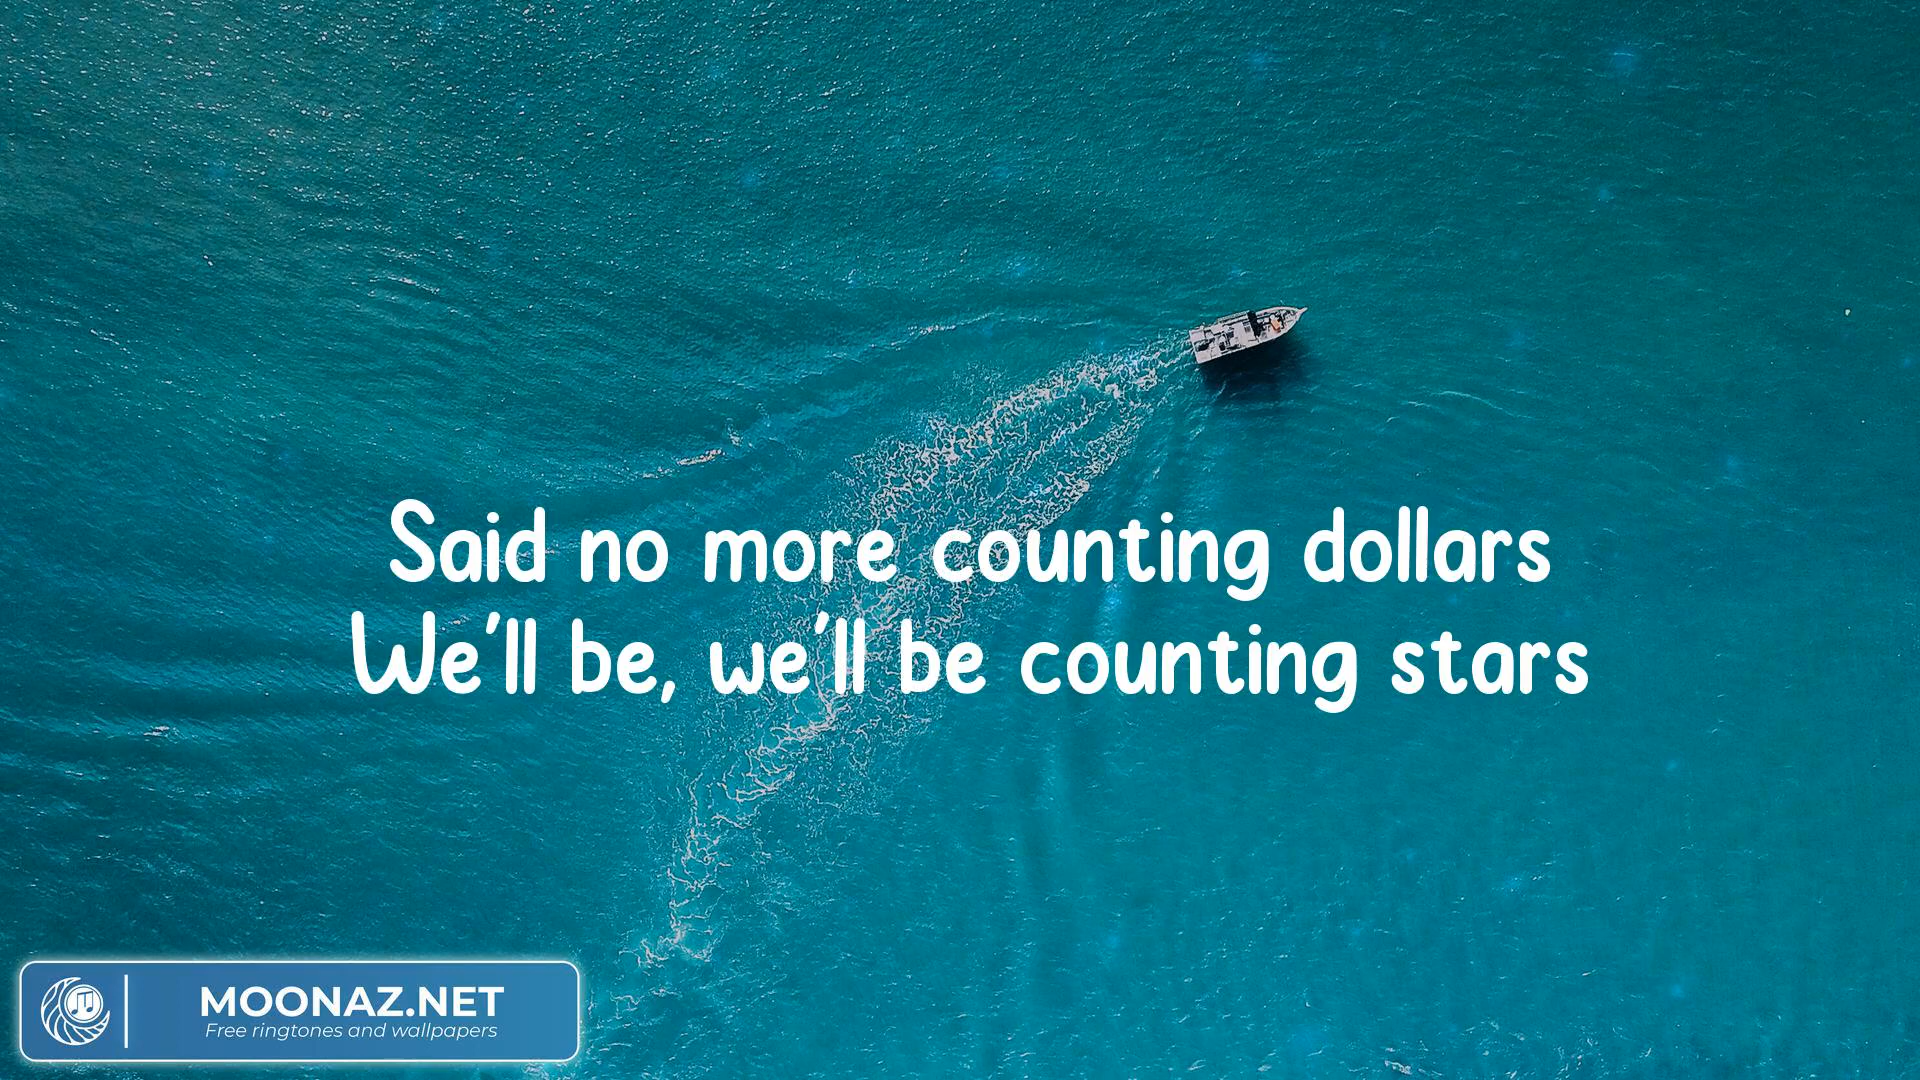 Said no more counting dollars
We'll be, we'll be counting stars
MOONAZ.NET
Free ringtones and wallpapers